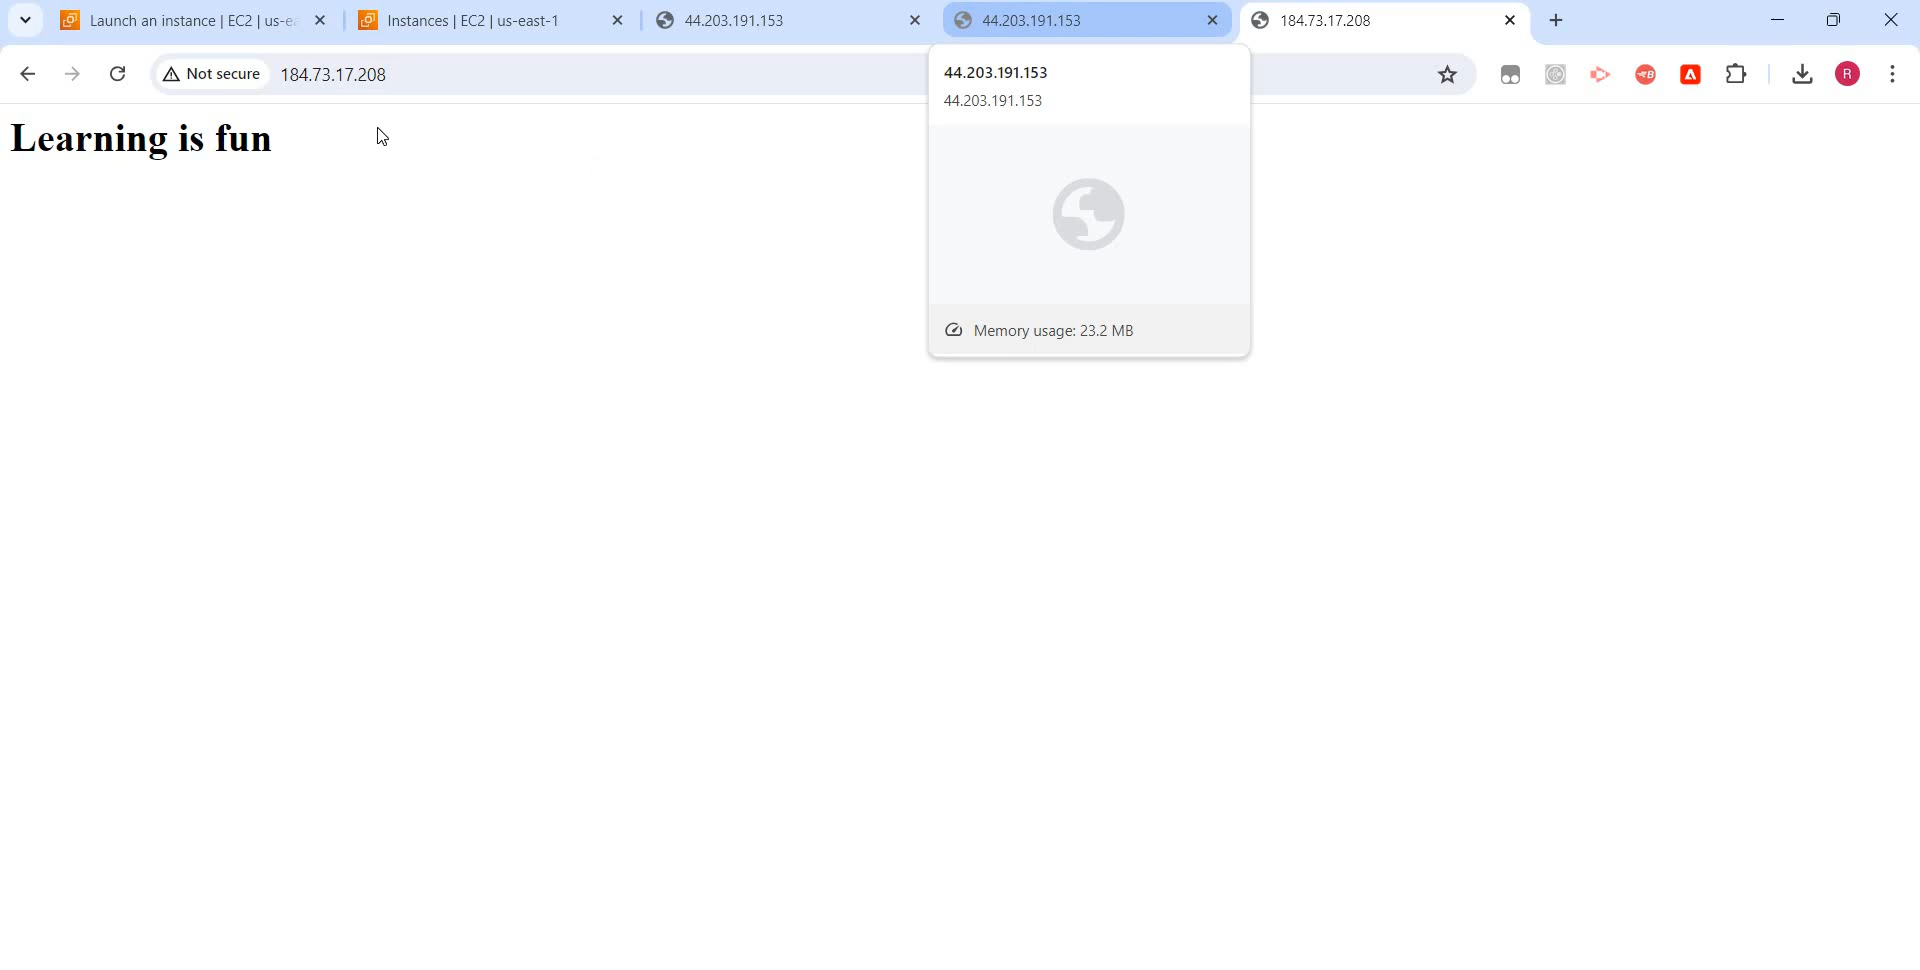 Launch an instance | EC2 | us-ea
Instances | EC2 | us-east-1
44.203.191.153
44.203.191.153
184.73.17.208
Not secure
184.73.17.208
R
44.203.191.153
44.203.191.153
Learning is fun
Memory usage: 23.2 MB